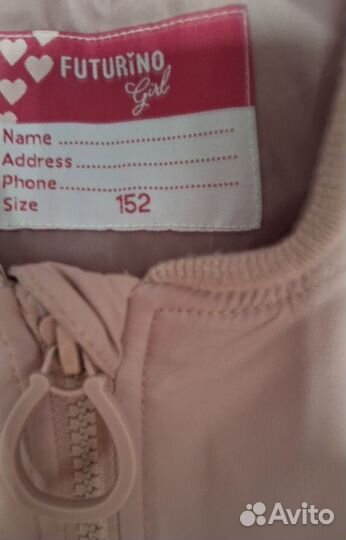 FUTURiNO
Girl
Name
Address
Phone
Size 152
Avito